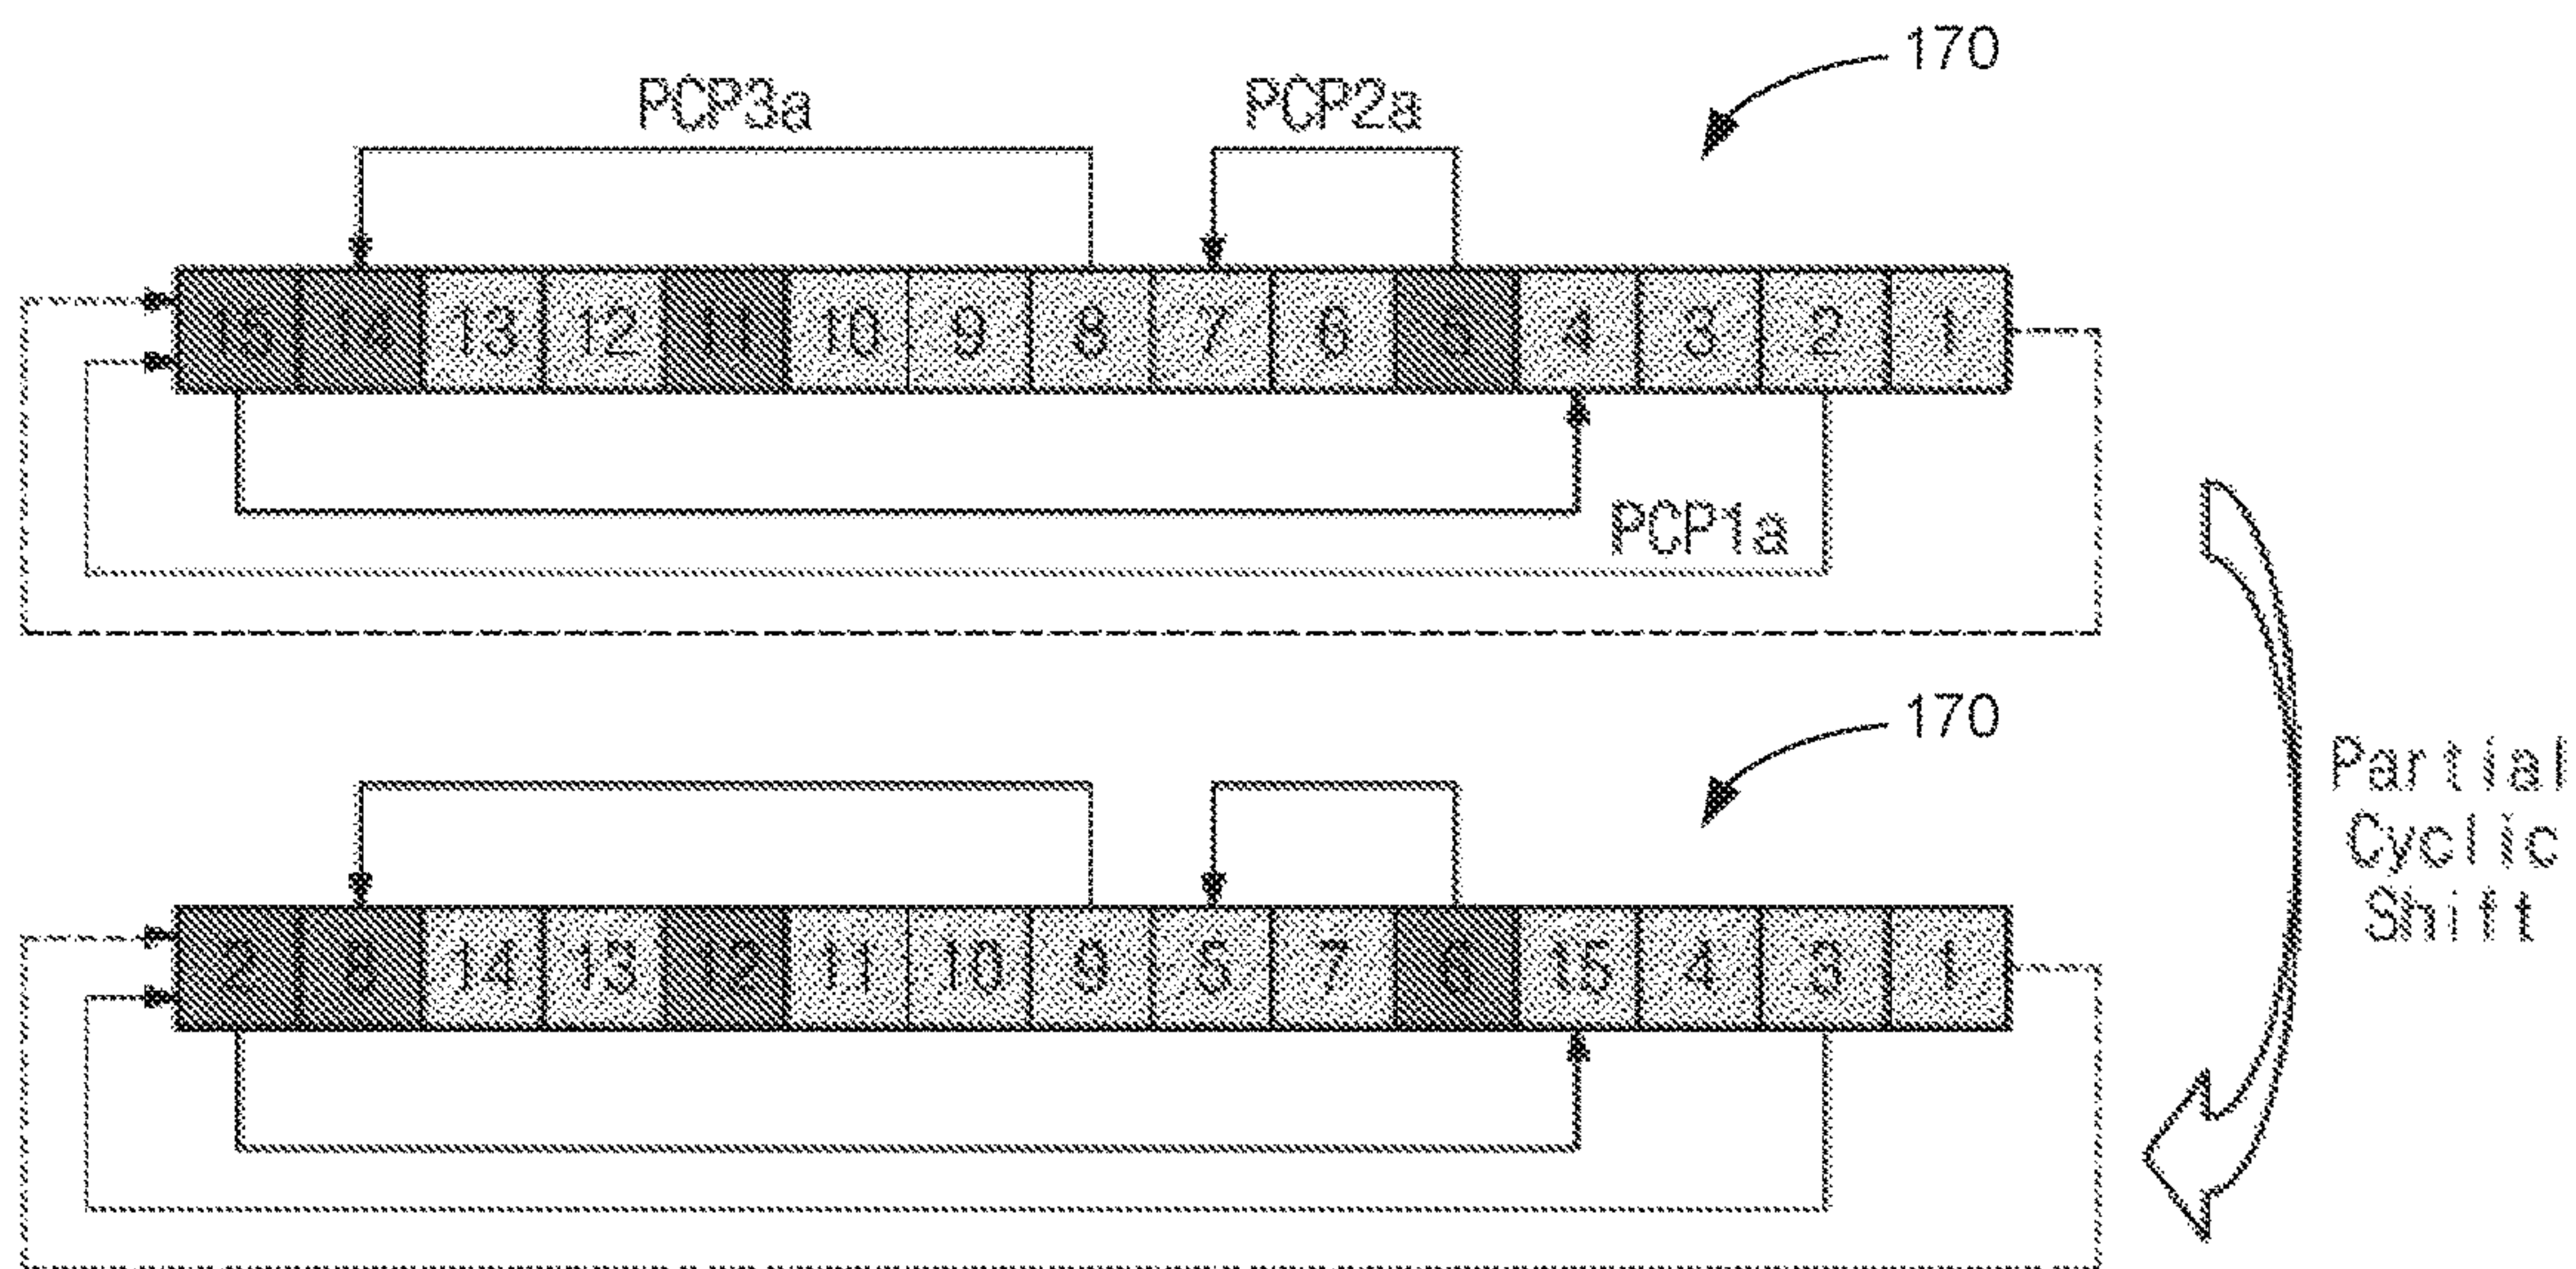 170
PCP3a PCP2a
15 14 13 12 11 10 9 8 7 6 5 4 3 2 1
PCP1a
170
Partial
Cyclic
Shift
2 8 14 13 12 11 10 9 5 7 6 15 4 3 1